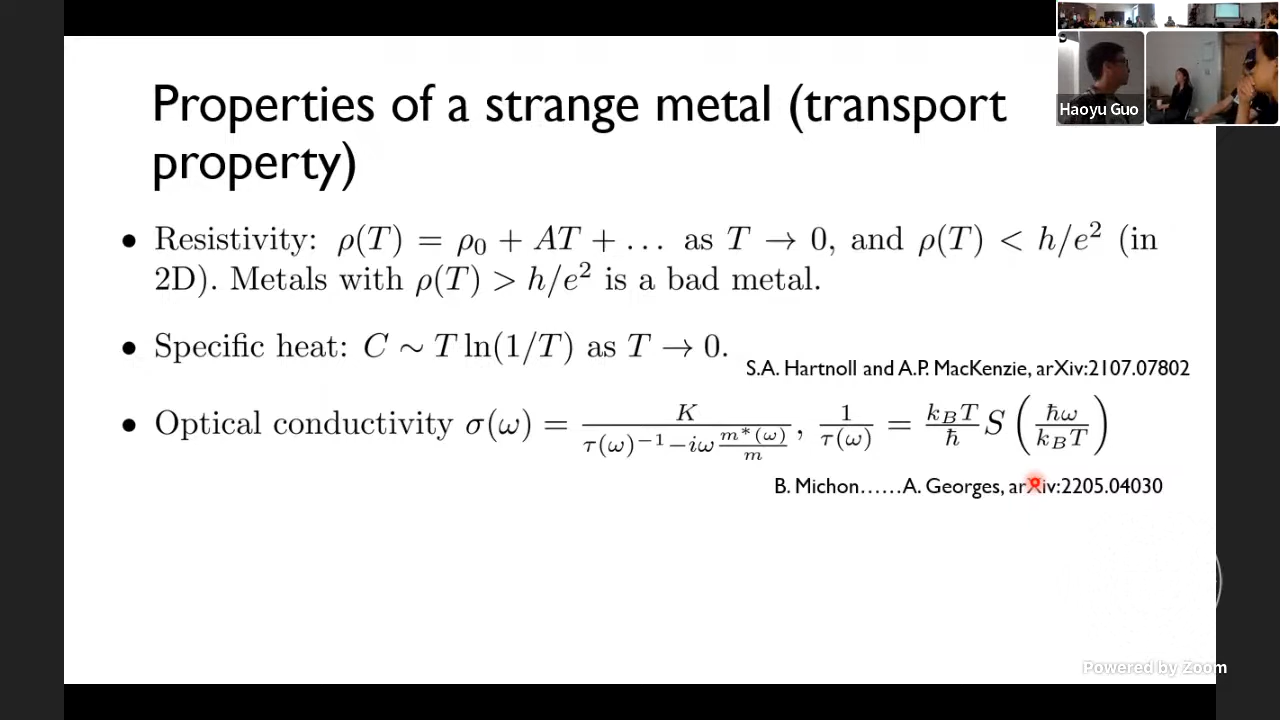 Properties of a strange metal (transport
property)
Haoyu Guo
• Resistivity: ρ(T) = ρ₀ + AT + … as T → 0, and ρ(T) < h/e² (in
2D). Metals with ρ(T) > h/e² is a bad metal.
• Specific heat: C ∼ T ln(1/T) as T → 0.
S.A. Hartnoll and A.P. MacKenzie, arXiv:2107.07802
• Optical conductivity σ(ω) = K / (τ(ω)⁻¹ − iω m*(ω)/m), 1/τ(ω) = k_BT/ħ S(ħω/k_BT)
B. Michon……A. Georges, arXiv:2205.04030
Powered by Zoom